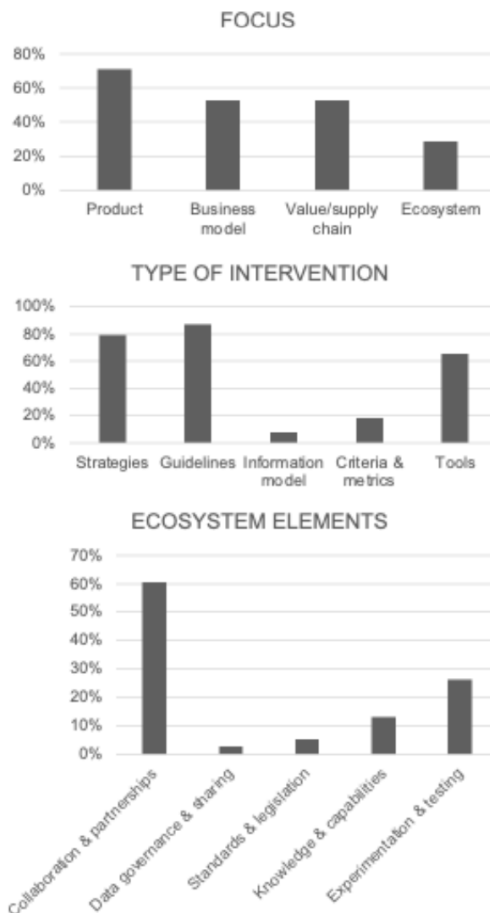 FOCUS
80%
60%
40%
20%
0%
Product
Business
model
Value/supply
chain
Ecosystem
TYPE OF INTERVENTION
100%
80%
60%
40%
20%
0%
Strategies
Guidelines
Information
model
Criteria &
metrics
Tools
ECOSYSTEM ELEMENTS
70%
60%
50%
40%
30%
20%
10%
0%
Collaboration & partnerships
Data governance & sharing
Standards & legislation
Knowledge & capabilities
Experimentation & testing